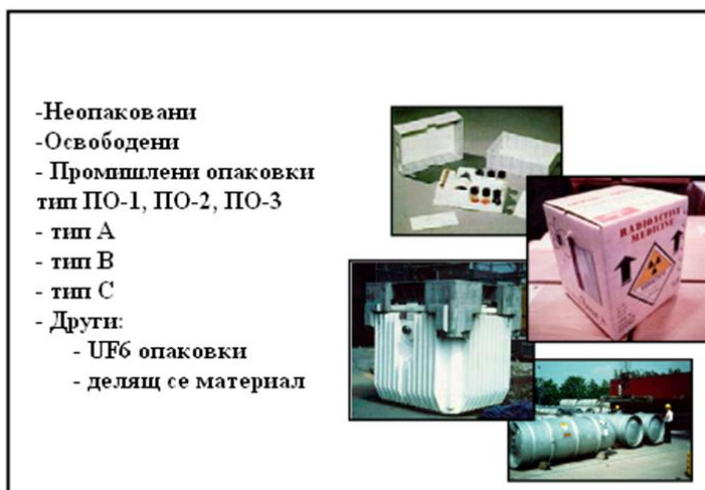 -Неопаковани
-Освободени
- Промишлени опаковки
тип ПО-1, ПО-2, ПО-3
- тип А
- тип В
- тип С
- Други:
- UF6 опаковки
- делящ се материал
RADIOACTIVE
MEDICINE